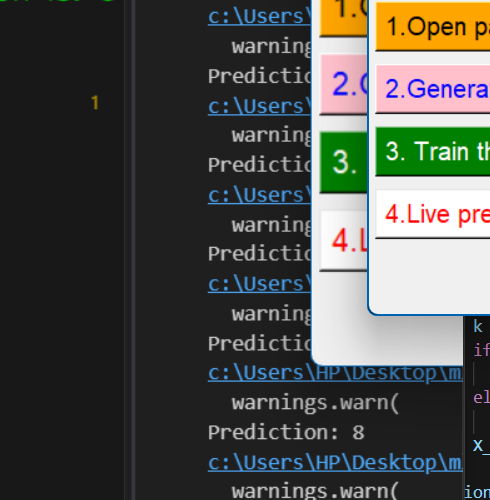 c:\Users\
warnings
Predictio
1
c:\Users\
warning
Predictio
c:\Users\
warning
Predictio
c:\Users\
warning
Predictio
c:\Users\HP\Desktop\m
warnings.warn(
Prediction: 8
c:\Users\HP\Desktop\m
warnings.warn(
1.
2.
3.
4.L
1.Open pa
2.Genera
3. Train th
4.Live pre
k
if
el
X_
ion